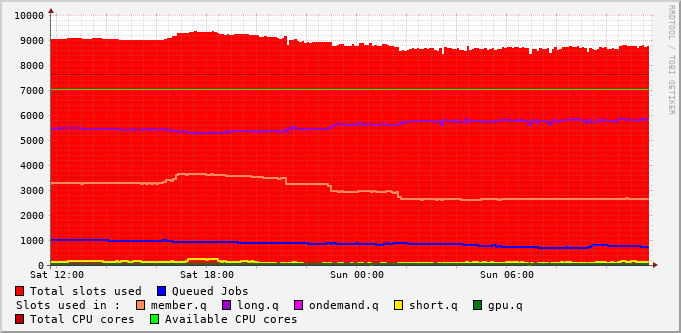 10000
9000
8000
7000
6000
5000
4000
3000
2000
1000
0
Sat 12:00 Sat 18:00 Sun 00:00 Sun 06:00
Total slots used Queued Jobs
Slots used in : member.q long.q ondemand.q short.q gpu.q
Total CPU cores Available CPU cores
RRDTOOL / TOBI OETIKER